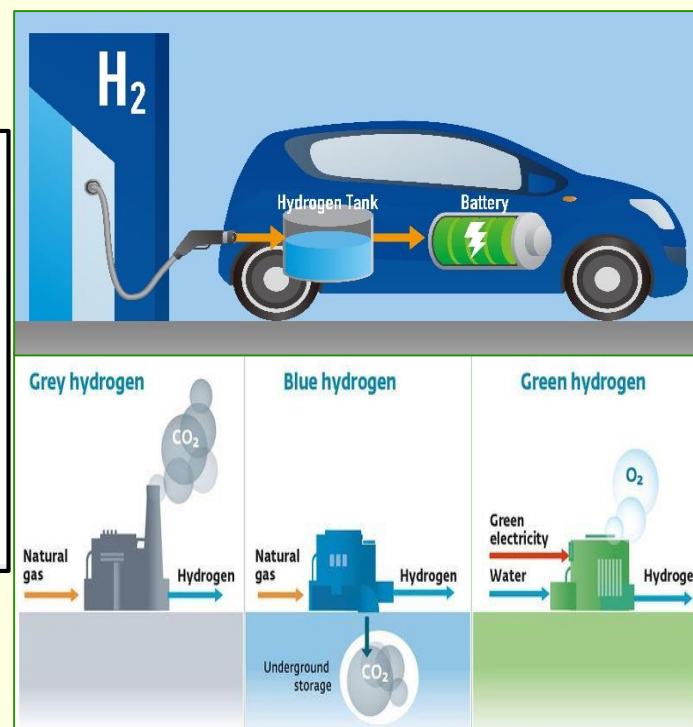 H₂
Hydrogen Tank
Battery
Grey hydrogen
CO₂
Natural
gas
Hydrogen
Blue hydrogen
Natural
gas
Hydrogen
Underground
storage
CO₂
Green hydrogen
O₂
Green
electricity
Water
Hydroge